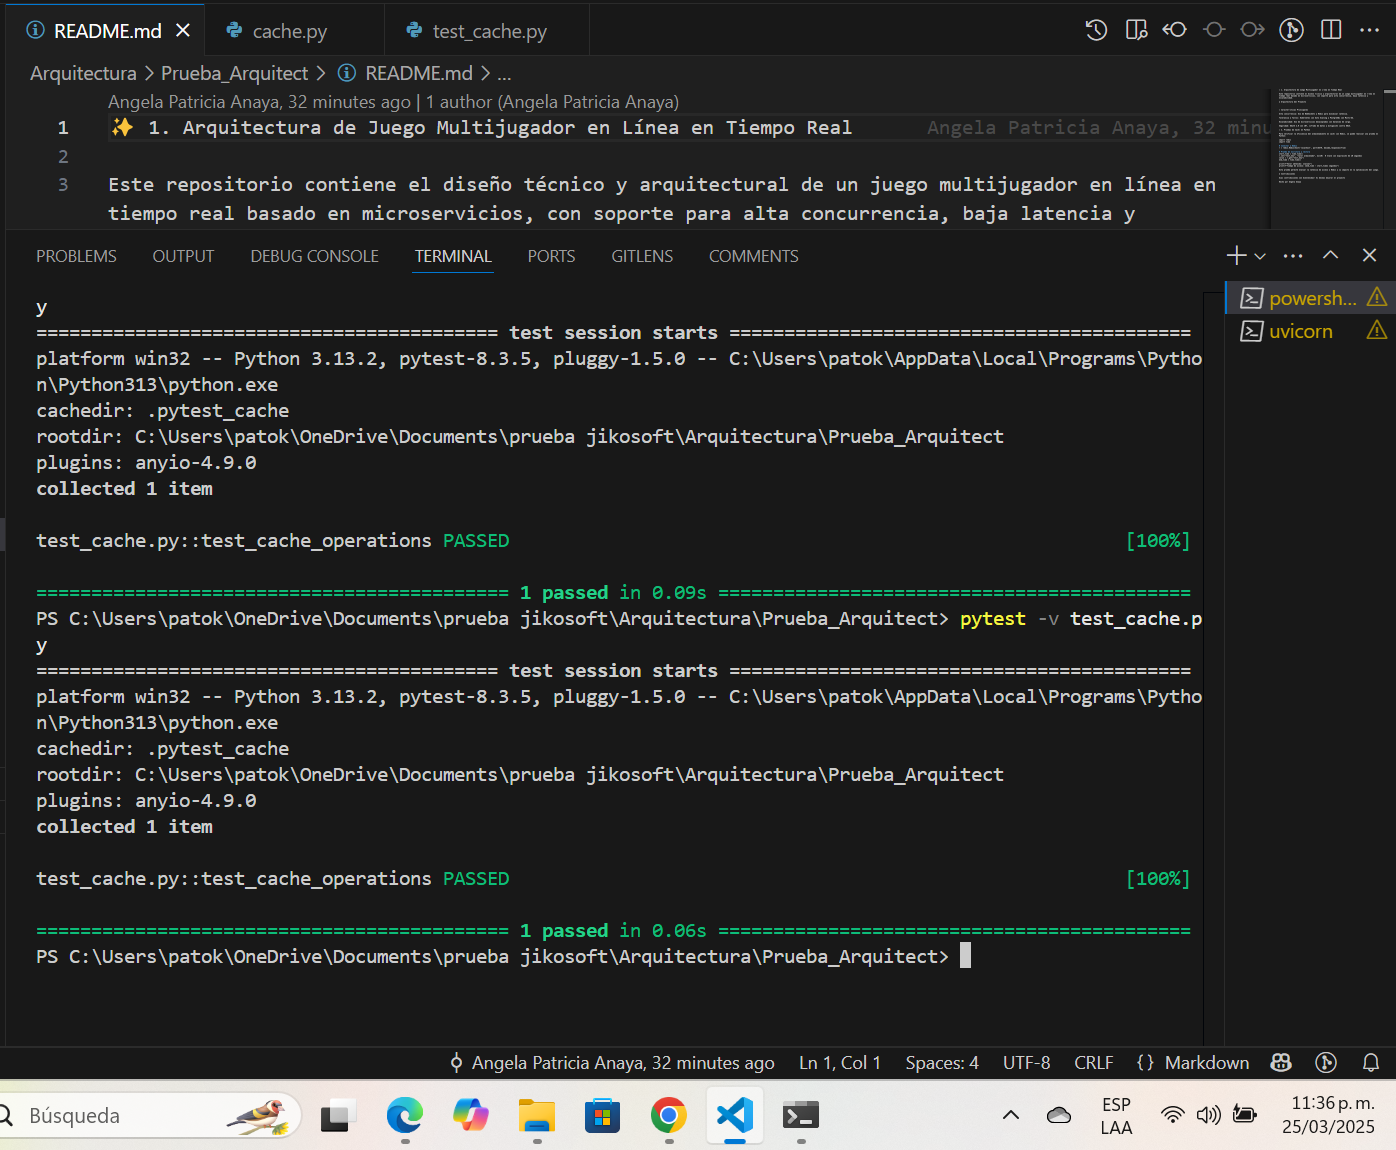 README.md
cache.py
test_cache.py
Arquitectura > Prueba_Arquitect > README.md > ...
Angela Patricia Anaya, 32 minutes ago | 1 author (Angela Patricia Anaya)
1 ✨ 1. Arquitectura de Juego Multijugador en Línea en Tiempo Real Angela Patricia Anaya, 32 minu
2
3 Este repositorio contiene el diseño técnico y arquitectural de un juego multijugador en línea en
tiempo real basado en microservicios, con soporte para alta concurrencia, baja latencia y
PROBLEMS OUTPUT DEBUG CONSOLE TERMINAL PORTS GITLENS COMMENTS
powersh...
uvicorn
y
========================================== test session starts ==========================================
platform win32 -- Python 3.13.2, pytest-8.3.5, pluggy-1.5.0 -- C:\Users\patok\AppData\Local\Programs\Pytho
n\Python313\python.exe
cachedir: .pytest_cache
rootdir: C:\Users\patok\OneDrive\Documents\prueba jikosoft\Arquitectura\Prueba_Arquitect
plugins: anyio-4.9.0
collected 1 item
test_cache.py::test_cache_operations PASSED [100%]
=========================================== 1 passed in 0.09s ===========================================
PS C:\Users\patok\OneDrive\Documents\prueba jikosoft\Arquitectura\Prueba_Arquitect> pytest -v test_cache.p
y
========================================== test session starts ==========================================
platform win32 -- Python 3.13.2, pytest-8.3.5, pluggy-1.5.0 -- C:\Users\patok\AppData\Local\Programs\Pytho
n\Python313\python.exe
cachedir: .pytest_cache
rootdir: C:\Users\patok\OneDrive\Documents\prueba jikosoft\Arquitectura\Prueba_Arquitect
plugins: anyio-4.9.0
collected 1 item
test_cache.py::test_cache_operations PASSED [100%]
=========================================== 1 passed in 0.06s ===========================================
PS C:\Users\patok\OneDrive\Documents\prueba jikosoft\Arquitectura\Prueba_Arquitect>
Angela Patricia Anaya, 32 minutes ago Ln 1, Col 1 Spaces: 4 UTF-8 CRLF {} Markdown
Búsqueda
ESP
LAA
11:36 p. m.
25/03/2025